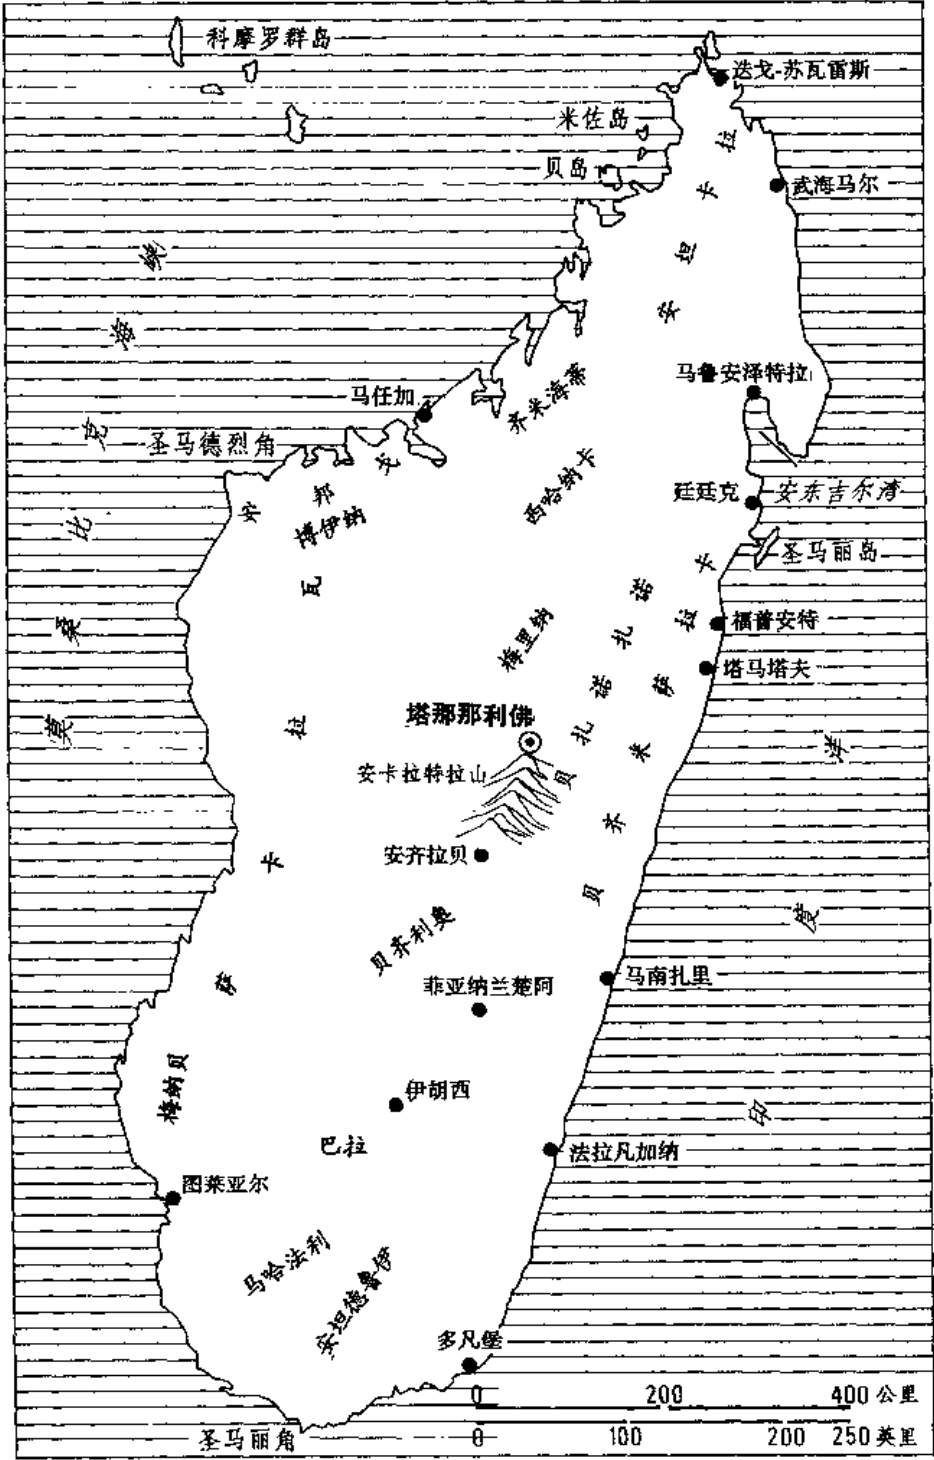 科摩罗群岛
迭戈-苏瓦雷斯
米佐岛
贝岛
武海马尔
安坦卡拉
莫桑比克海峡
马鲁安泽特拉
马任加
齐米海蒂
圣马德烈角
安邦戈
博伊纳
西哈纳卡
廷廷克
安东吉尔湾
圣马丽岛
萨卡拉瓦
梅里纳
贝扎诺扎诺
卡
福普安特
塔马塔夫
贝齐米萨拉
塔那那利佛
安卡拉特拉山
安齐拉贝
印度洋
贝齐利奥
菲亚纳兰楚阿
马南扎里
梅纳贝
伊胡西
巴拉
法拉凡加纳
图莱亚尔
马哈法利
安坦德鲁伊
多凡堡
0 200 400 公里
0 100 200 250 英里
圣马丽角